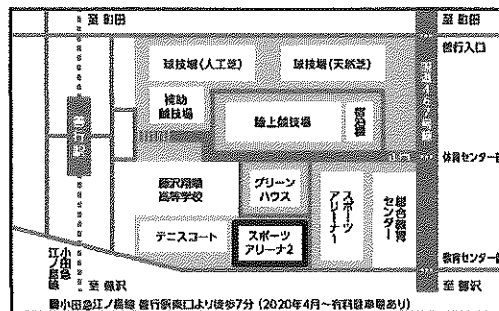 至 町田
至 町田
善行入口
球技場(人工芝)
球技場(天然芝)
補助
競技場
陸上競技場
善行駅
正門
体育センター前
藤沢翔陵
高等学校
グリーン
ハウス
スポーツ
アリーナ1
総合教育
センター
テニスコート
スポーツ
アリーナ2
教育センター前
小田急
江ノ島線
至 藤沢
至 藤沢
小田急江ノ島線 善行駅東口より徒歩7分 (2020年4月～有料駐車場あり)